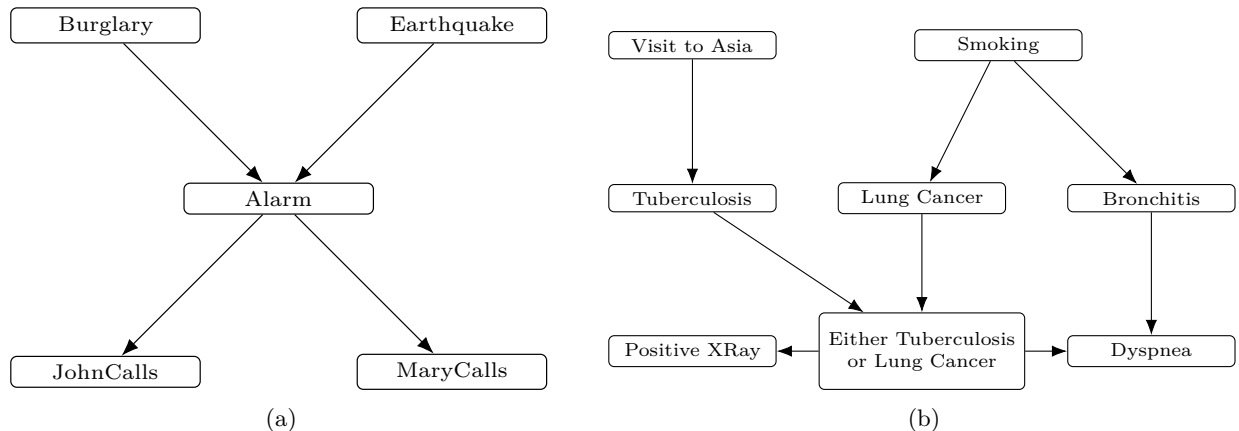 Burglary
Earthquake
Alarm
JohnCalls
MaryCalls
(a)
Visit to Asia
Smoking
Tuberculosis
Lung Cancer
Bronchitis
Positive XRay
Either Tuberculosis
or Lung Cancer
Dyspnea
(b)